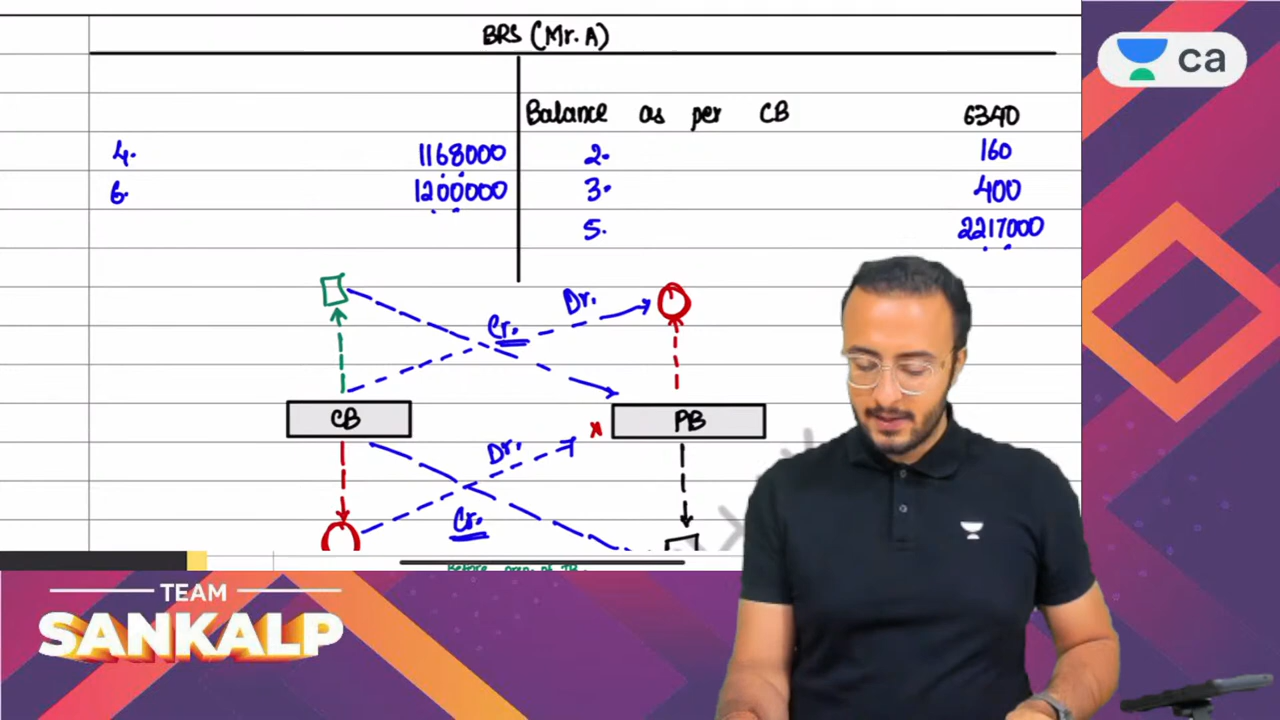 BRS (Mr. A)
ca
Balance as per CB 6340
4. 1168000 2. 160
6. 1200000 3. 400
5. 2217000
Dr.
Cr.
CB
PB
Dr.
Cr.
TEAM
SANKALP